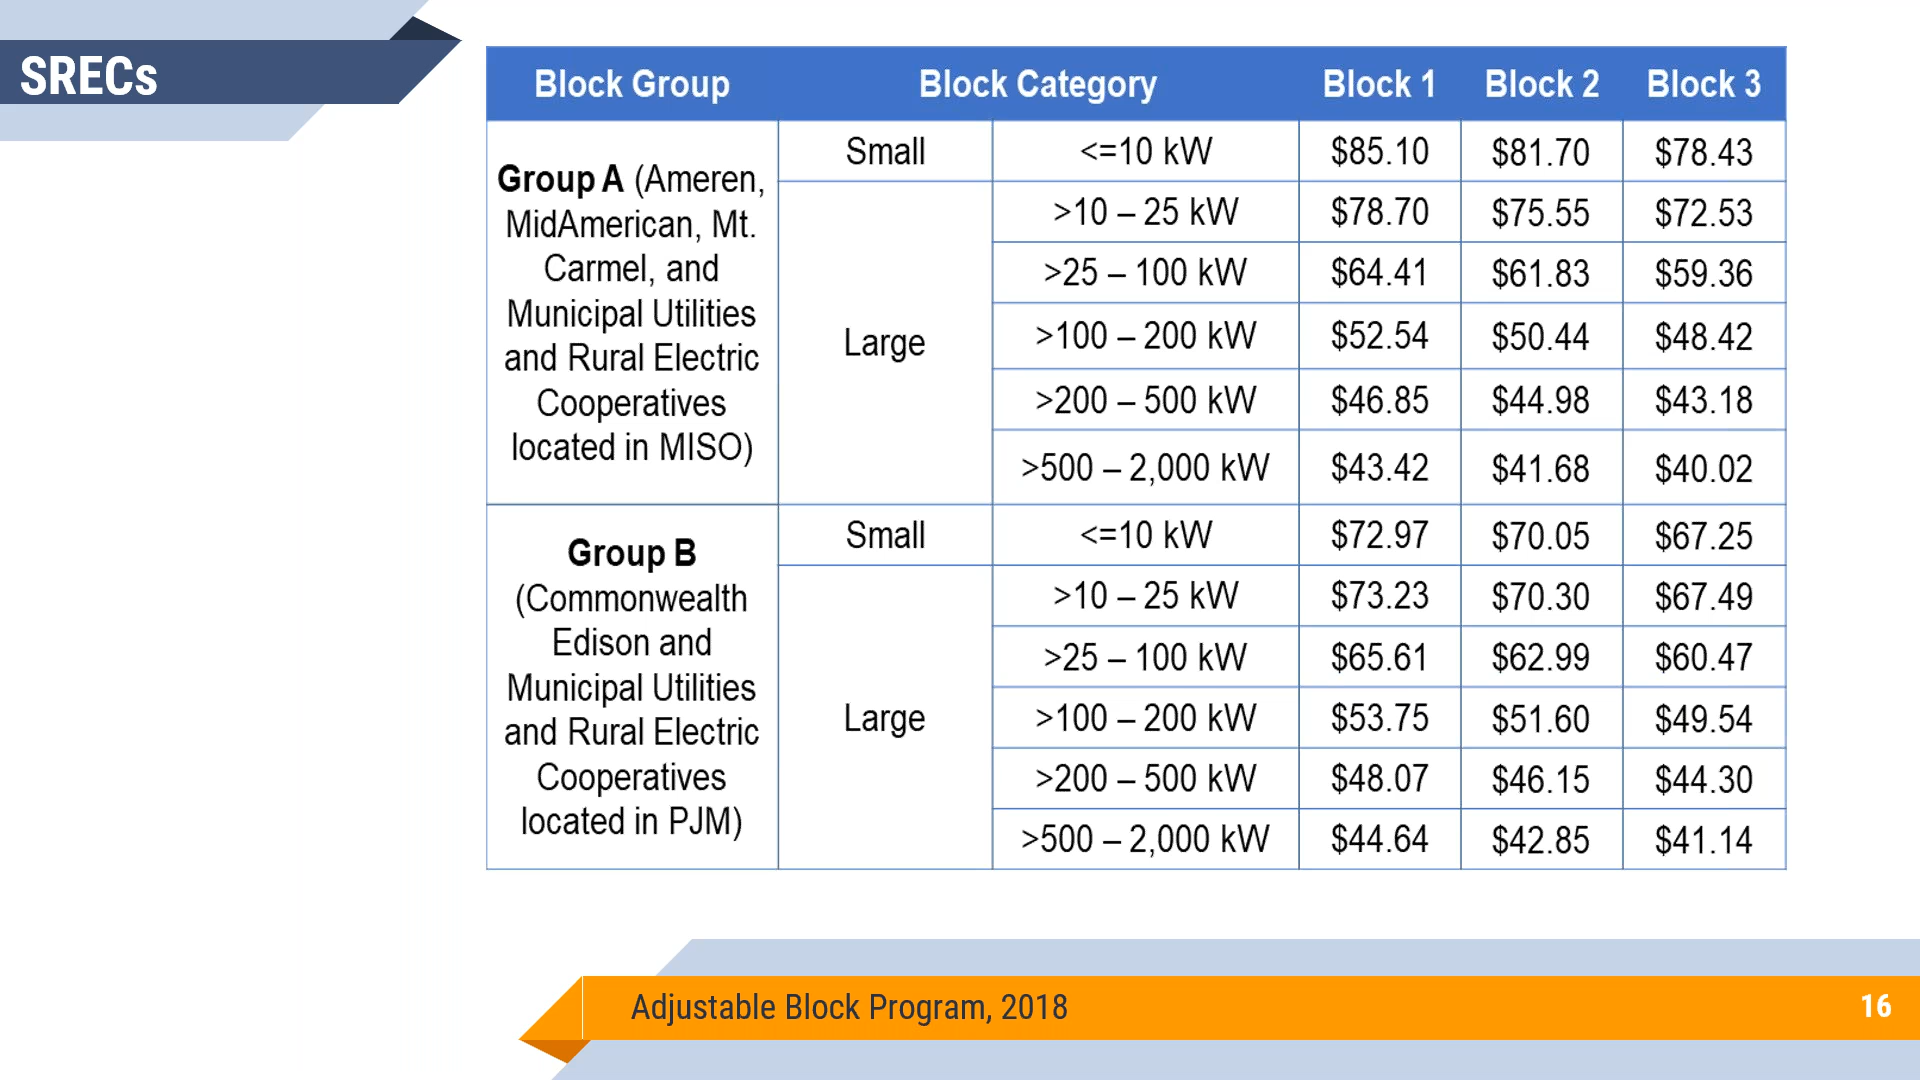 SRECs
Block Group Block Category Block 1 Block 2 Block 3
Group A (Ameren,
MidAmerican, Mt.
Carmel, and
Municipal Utilities
and Rural Electric
Cooperatives
located in MISO)
Small <=10 kW $85.10 $81.70 $78.43
Large
>10 – 25 kW $78.70 $75.55 $72.53
>25 – 100 kW $64.41 $61.83 $59.36
>100 – 200 kW $52.54 $50.44 $48.42
>200 – 500 kW $46.85 $44.98 $43.18
>500 – 2,000 kW $43.42 $41.68 $40.02
Group B
(Commonwealth
Edison and
Municipal Utilities
and Rural Electric
Cooperatives
located in PJM)
Small <=10 kW $72.97 $70.05 $67.25
Large
>10 – 25 kW $73.23 $70.30 $67.49
>25 – 100 kW $65.61 $62.99 $60.47
>100 – 200 kW $53.75 $51.60 $49.54
>200 – 500 kW $48.07 $46.15 $44.30
>500 – 2,000 kW $44.64 $42.85 $41.14
Adjustable Block Program, 2018
16